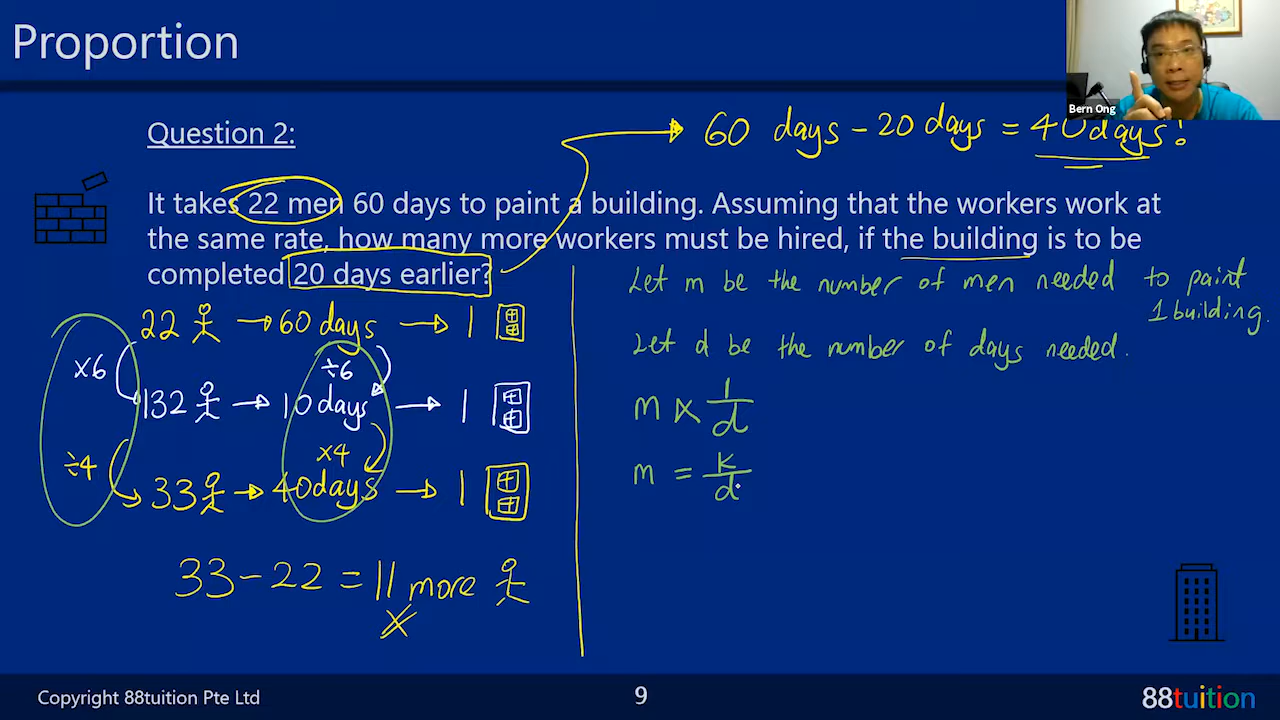 Proportion
Bern Ong
Question 2:
60 days - 20 days = 40 days!
It takes 22 men 60 days to paint a building. Assuming that the workers work at
the same rate, how many more workers must be hired, if the building is to be
completed 20 days earlier?
22 → 60 days → 1
×6
÷6
132 → 10 days → 1
÷4
×4
33 → 40 days → 1
33 - 22 = 11 more
Let m be the number of men needed to paint
1 building.
Let d be the number of days needed.
m ∝ 1/d
m = k/d
Copyright 88tuition Pte Ltd
9
88tuition